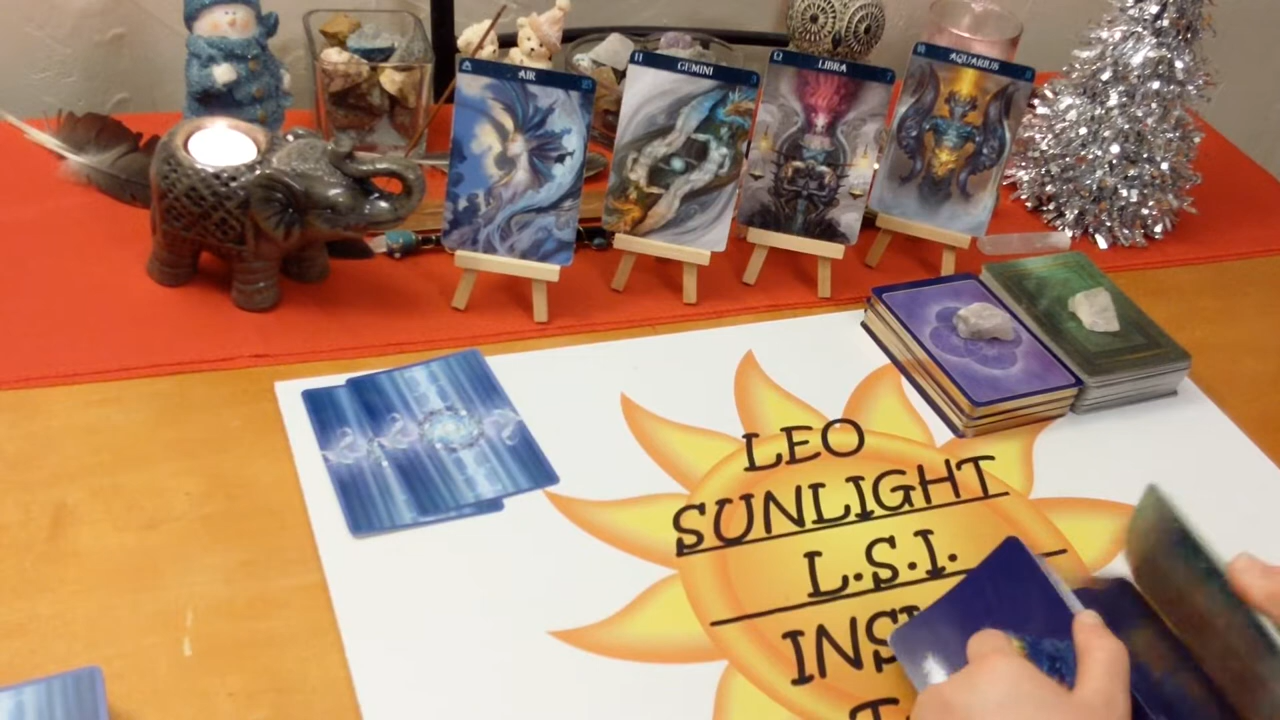 AIR
GEMINI
LIBRA
AQUARIUS
LEO
SUNLIGHT
L.S.I.